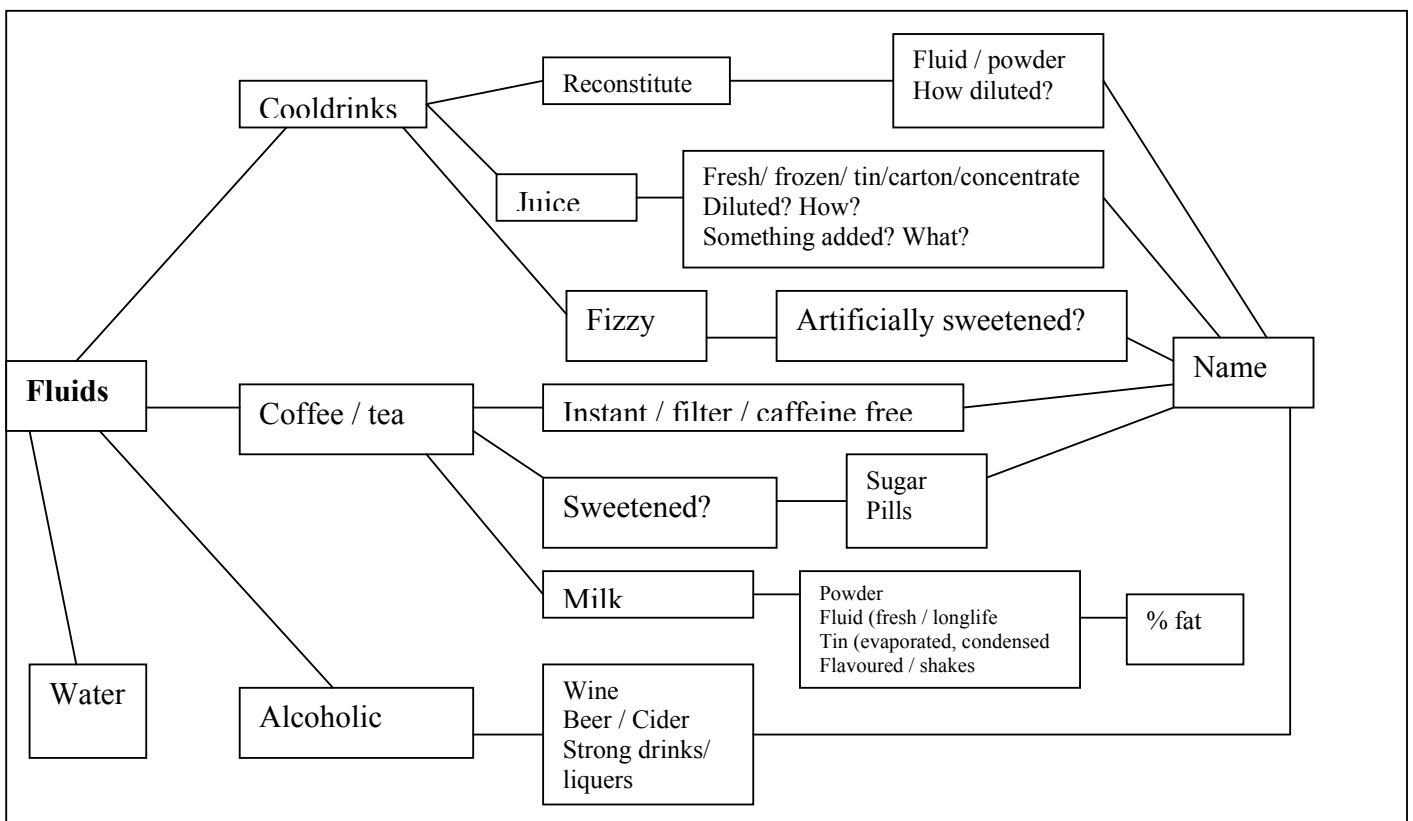 Cooldrinks
Reconstitute
Fluid / powder
How diluted?
Juice
Fresh/ frozen/ tin/carton/concentrate
Diluted? How?
Something added? What?
Fizzy
Artificially sweetened?
Name
Fluids
Coffee / tea
Instant / filter / caffeine free
Sweetened?
Sugar
Pills
Milk
Powder
Fluid (fresh / longlife
Tin (evaporated, condensed
Flavoured / shakes
% fat
Water
Alcoholic
Wine
Beer / Cider
Strong drinks/
liquers